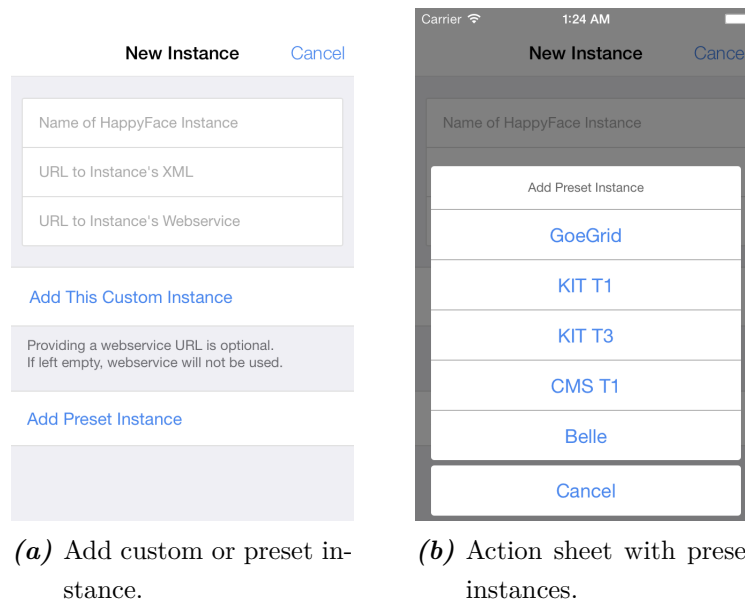 New Instance Cancel
Name of HappyFace Instance
URL to Instance's XML
URL to Instance's Webservice
Add This Custom Instance
Providing a webservice URL is optional.
If left empty, webservice will not be used.
Add Preset Instance
(a) Add custom or preset in-
stance.
Carrier 1:24 AM
New Instance Cance
Name of HappyFace Instance
Add Preset Instance
GoeGrid
KIT T1
KIT T3
CMS T1
Belle
Cancel
(b) Action sheet with prese
instances.